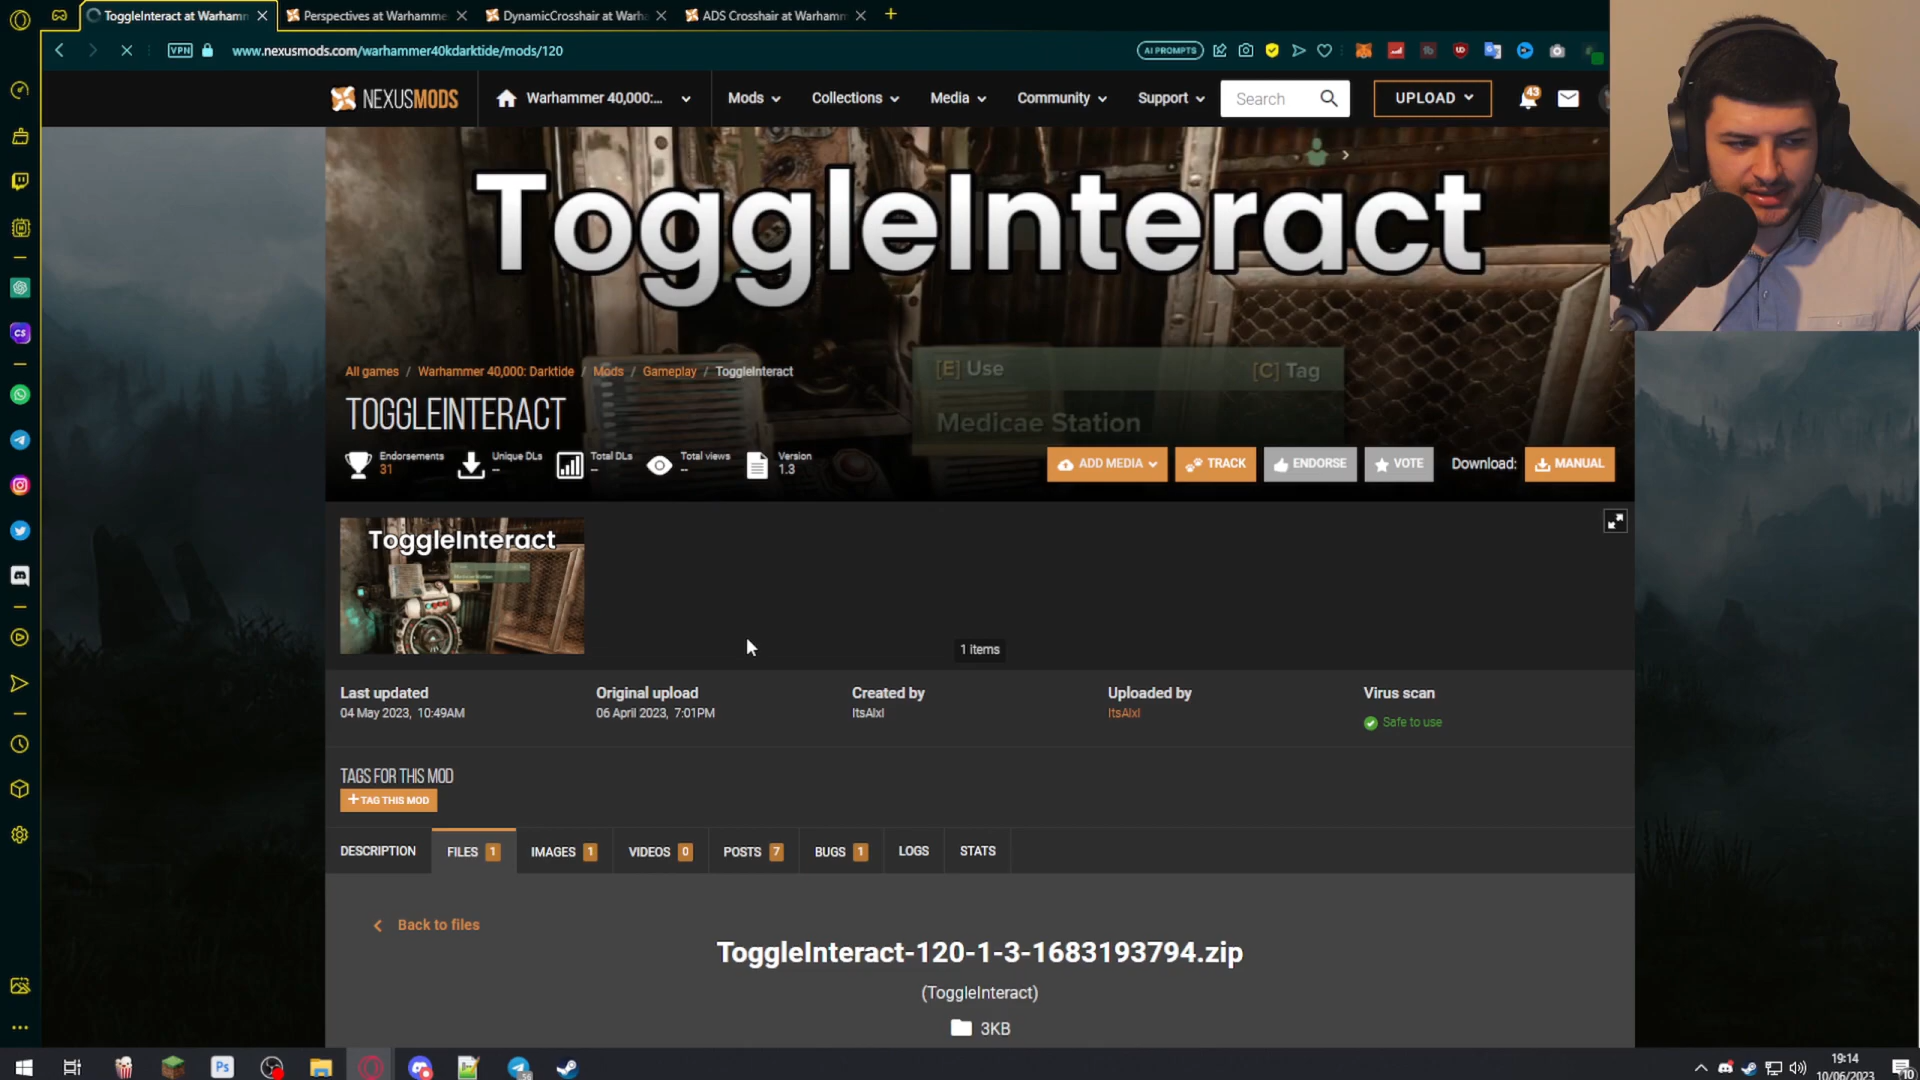 ToggleInteract at Warhamm
Perspectives at Warhamme
DynamicCrosshair at Warha
ADS Crosshair at Warhamm
VPN
www.nexusmods.com/warhammer40kdarktide/mods/120
AI PROMPTS
NEXUSMODS
Warhammer 40,000:...
Mods
Collections
Media
Community
Support
Search
UPLOAD
43
ToggleInteract
[E] Use
[C] Tag
Medicae Station
All games / Warhammer 40,000: Darktide / Mods / Gameplay / ToggleInteract
TOGGLEINTERACT
Endorsements
31
Unique DLs
--
Total DLs
--
Total views
--
Version
1.3
ADD MEDIA
TRACK
ENDORSE
VOTE
Download:
MANUAL
ToggleInteract
1 items
Last updated
04 May 2023, 10:49AM
Original upload
06 April 2023, 7:01PM
Created by
ItsAlxl
Uploaded by
ItsAlxl
Virus scan
Safe to use
TAGS FOR THIS MOD
+ TAG THIS MOD
DESCRIPTION
FILES 1
IMAGES 1
VIDEOS 0
POSTS 7
BUGS 1
LOGS
STATS
Back to files
ToggleInteract-120-1-3-1683193794.zip
(ToggleInteract)
3KB
CS
Ps
19:14
10/06/2023
10